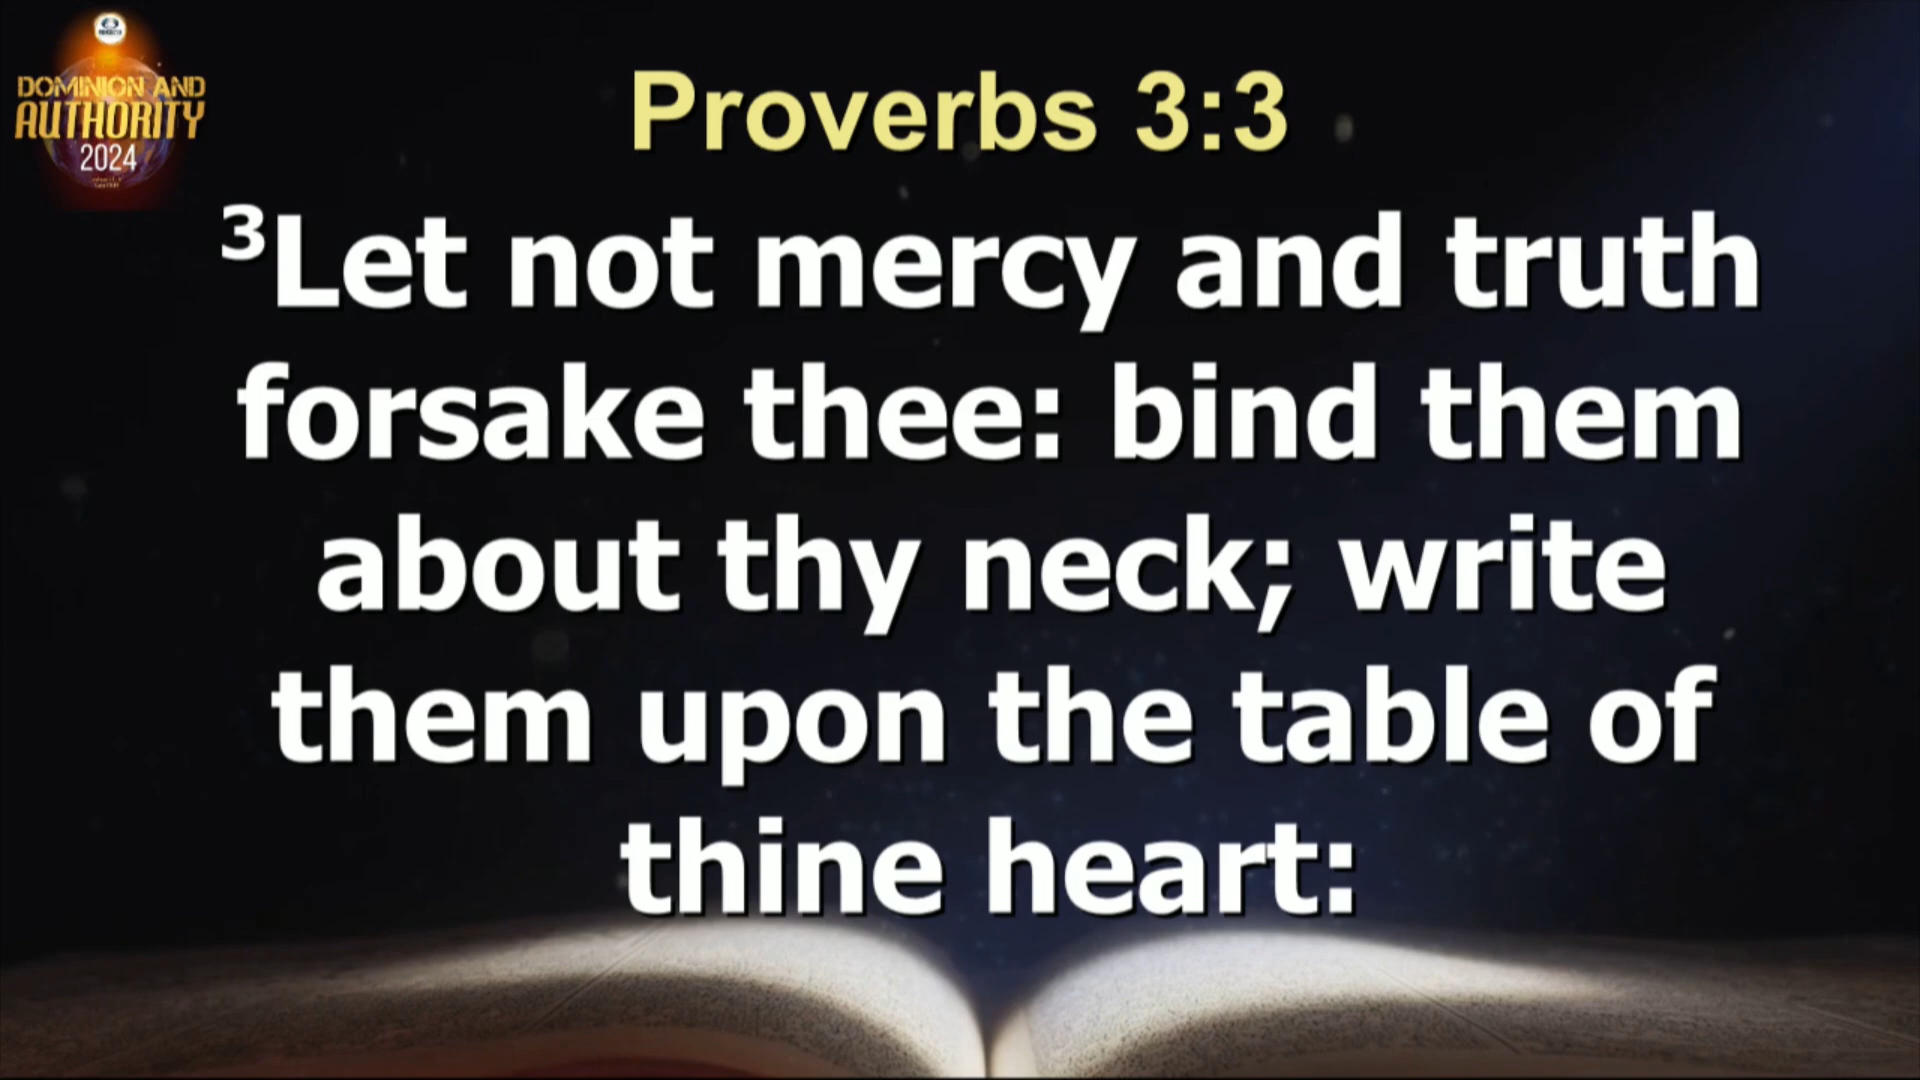 DOMINION AND
AUTHORITY
2024
Proverbs 3:3
3Let not mercy and truth
forsake thee: bind them
about thy neck; write
them upon the table of
thine heart: